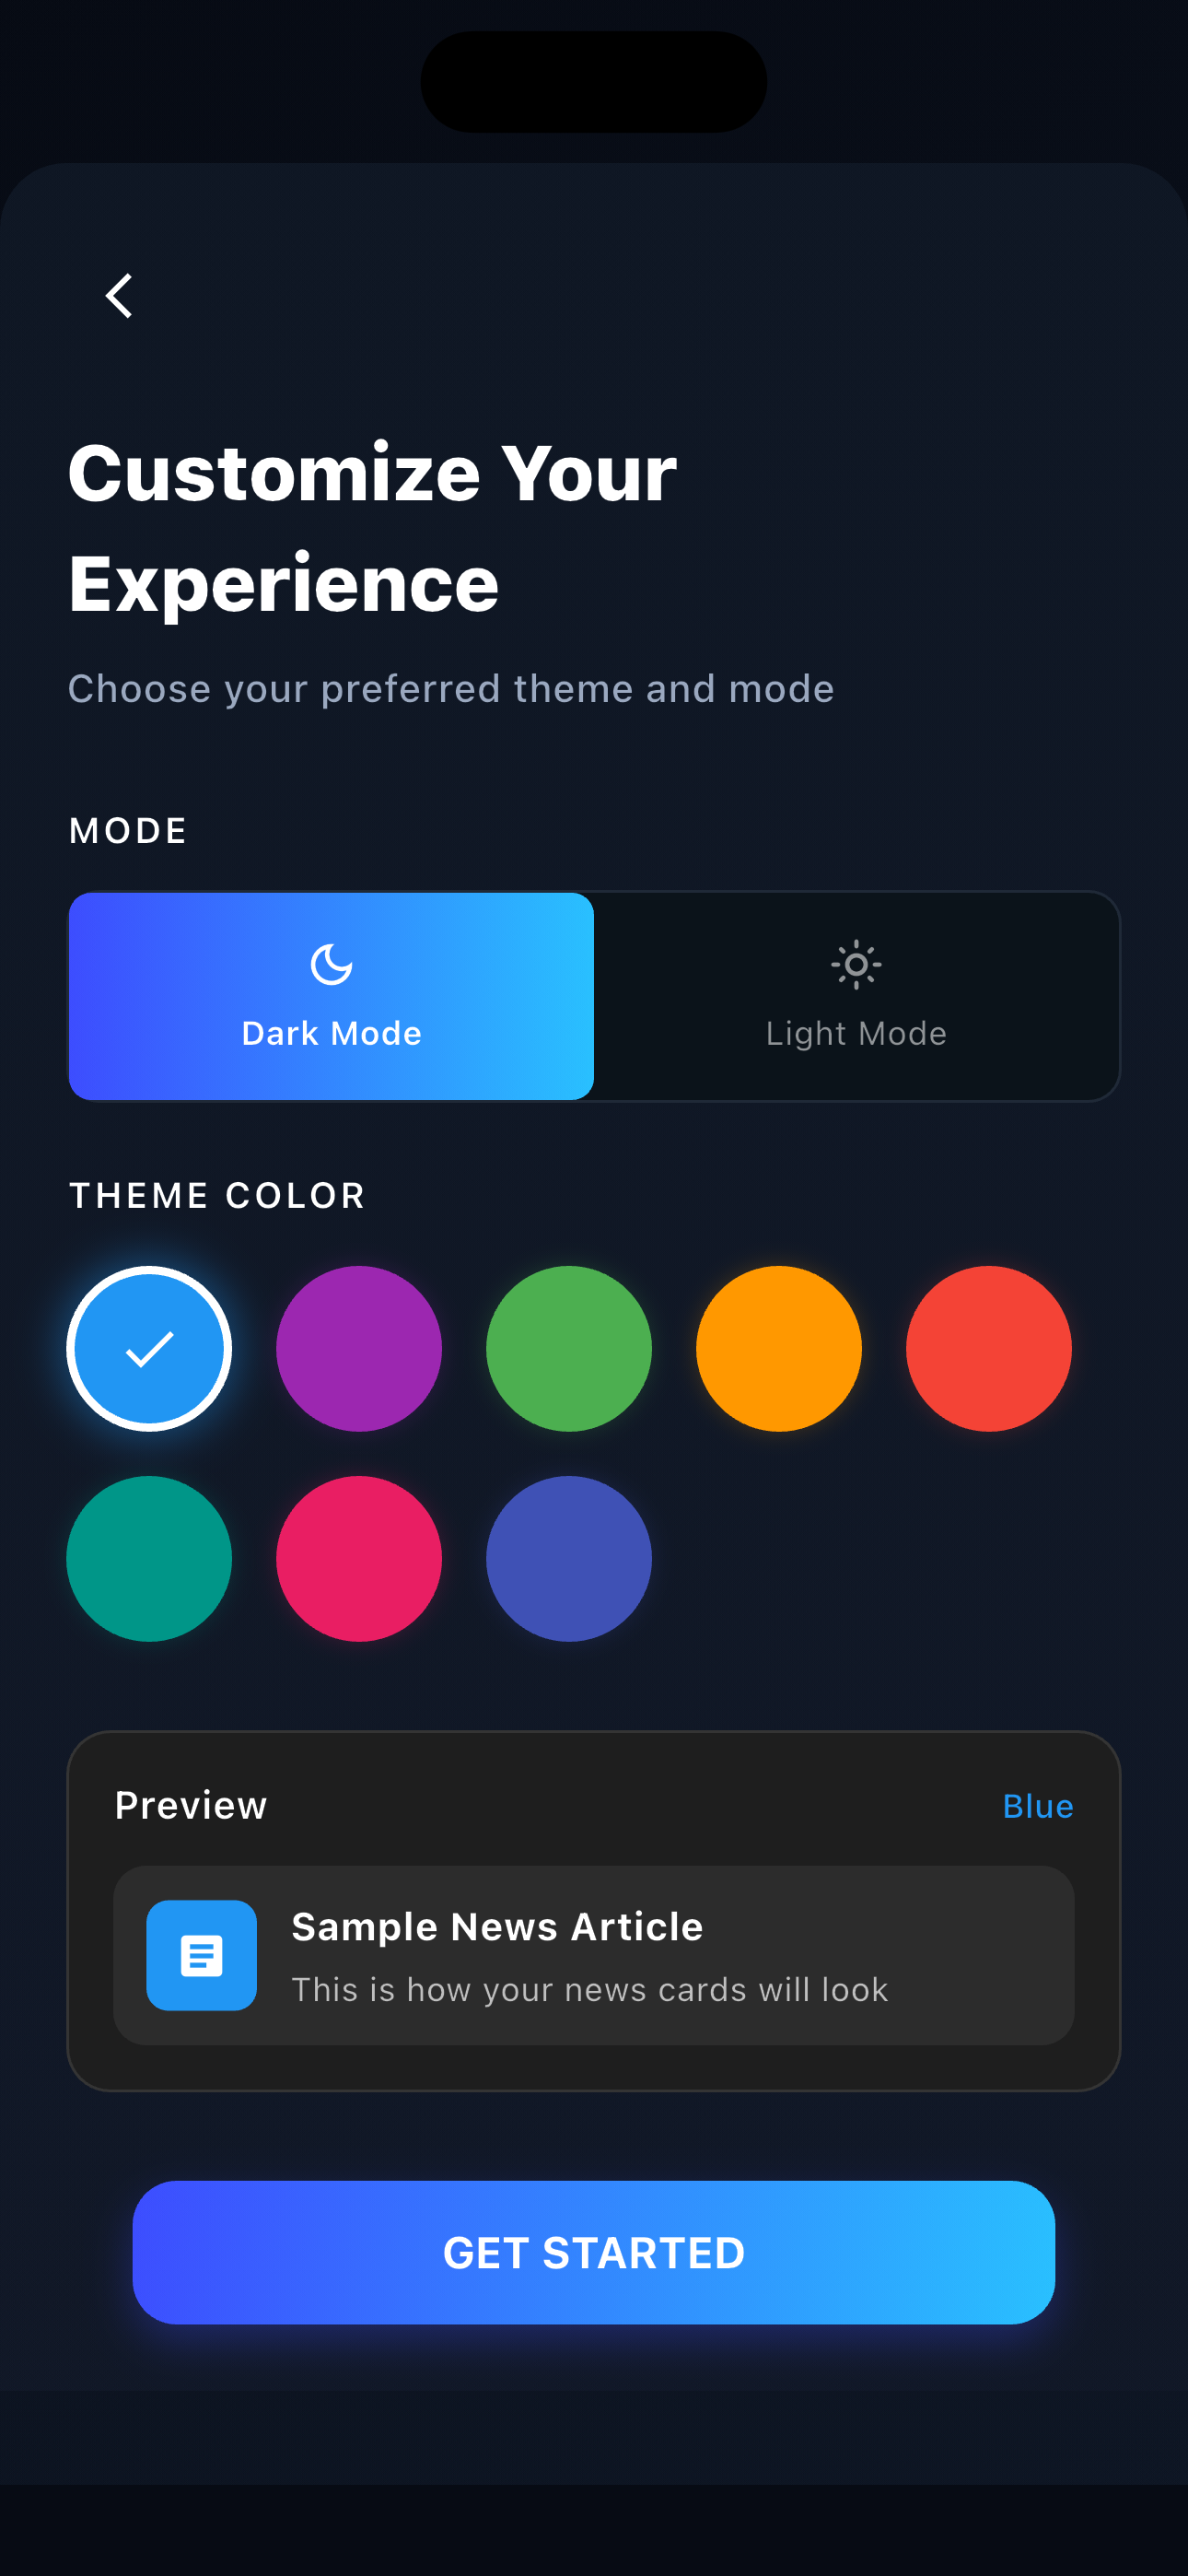 Customize Your
Experience
Choose your preferred theme and mode
MODE
Dark Mode
Light Mode
THEME COLOR
Preview
Blue
Sample News Article
This is how your news cards will look
GET STARTED